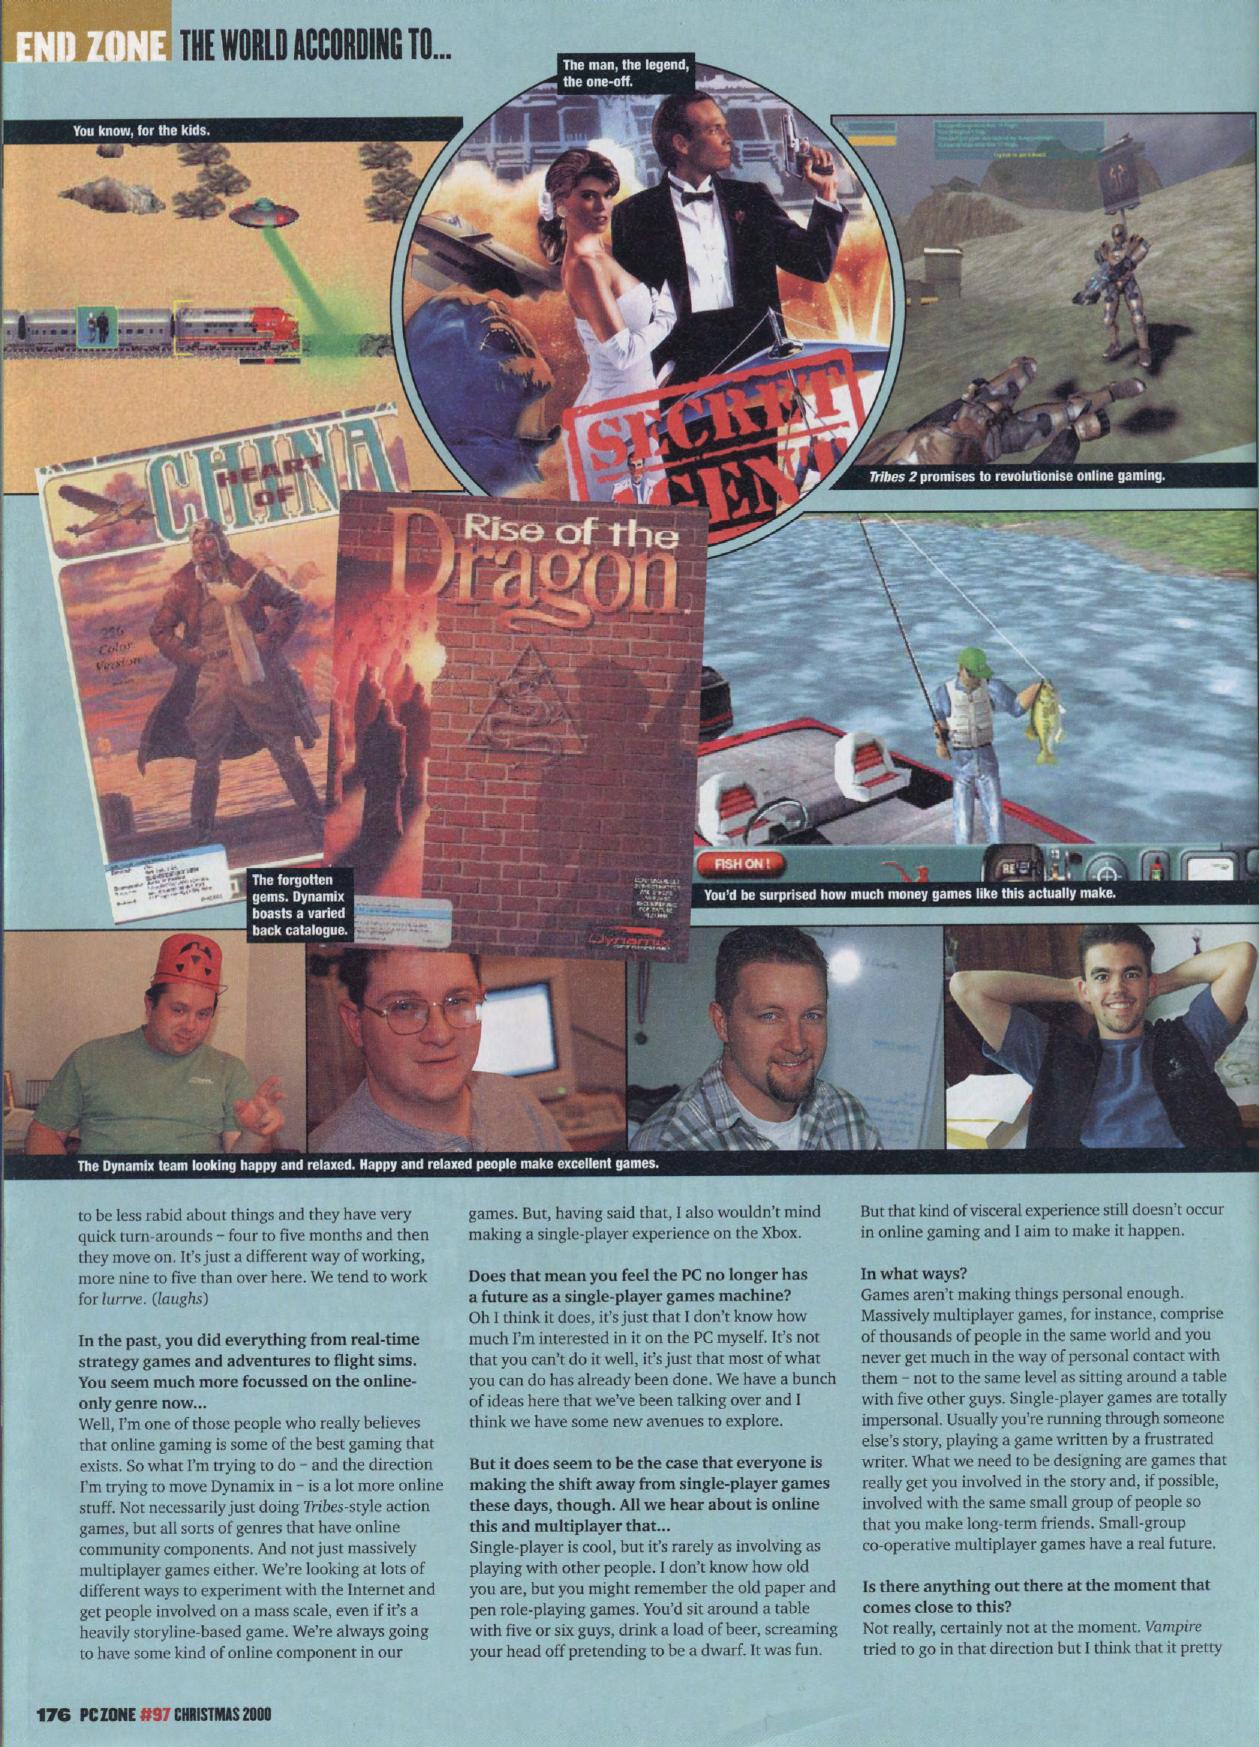 END ZONE THE WORLD ACCORDING TO...
The man, the legend,
the one-off.
You know, for the kids.
SECRET
AGENT
Tribes 2 promises to revolutionise online gaming.
HEART
OF
CHINA
256
Color
Version
Rise of the
Dragon
Dynamix
FISH ON !
The forgotten
gems. Dynamix
boasts a varied
back catalogue.
You'd be surprised how much money games like this actually make.
The Dynamix team looking happy and relaxed. Happy and relaxed people make excellent games.
to be less rabid about things and they have very
quick turn-arounds – four to five months and then
they move on. It's just a different way of working,
more nine to five than over here. We tend to work
for lurrve. (laughs)
In the past, you did everything from real-time
strategy games and adventures to flight sims.
You seem much more focussed on the online-
only genre now...
Well, I'm one of those people who really believes
that online gaming is some of the best gaming that
exists. So what I'm trying to do – and the direction
I'm trying to move Dynamix in – is a lot more online
stuff. Not necessarily just doing Tribes-style action
games, but all sorts of genres that have online
community components. And not just massively
multiplayer games either. We're looking at lots of
different ways to experiment with the Internet and
get people involved on a mass scale, even if it's a
heavily storyline-based game. We're always going
to have some kind of online component in our
games. But, having said that, I also wouldn't mind
making a single-player experience on the Xbox.
Does that mean you feel the PC no longer has
a future as a single-player games machine?
Oh I think it does, it's just that I don't know how
much I'm interested in it on the PC myself. It's not
that you can't do it well, it's just that most of what
you can do has already been done. We have a bunch
of ideas here that we've been talking over and I
think we have some new avenues to explore.
But it does seem to be the case that everyone is
making the shift away from single-player games
these days, though. All we hear about is online
this and multiplayer that...
Single-player is cool, but it's rarely as involving as
playing with other people. I don't know how old
you are, but you might remember the old paper and
pen role-playing games. You'd sit around a table
with five or six guys, drink a load of beer, screaming
your head off pretending to be a dwarf. It was fun.
But that kind of visceral experience still doesn't occur
in online gaming and I aim to make it happen.
In what ways?
Games aren't making things personal enough.
Massively multiplayer games, for instance, comprise
of thousands of people in the same world and you
never get much in the way of personal contact with
them – not to the same level as sitting around a table
with five other guys. Single-player games are totally
impersonal. Usually you're running through someone
else's story, playing a game written by a frustrated
writer. What we need to be designing are games that
really get you involved in the story and, if possible,
involved with the same small group of people so
that you make long-term friends. Small-group
co-operative multiplayer games have a real future.
Is there anything out there at the moment that
comes close to this?
Not really, certainly not at the moment. Vampire
tried to go in that direction but I think that it pretty
176 PCZONE #97 CHRISTMAS 2000